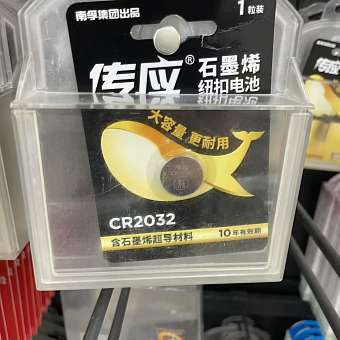 南孚集团出品
1粒装
传应®
石墨烯
纽扣电池
大容量 更耐用
CR2032
含石墨烯超导材料
10年有效期